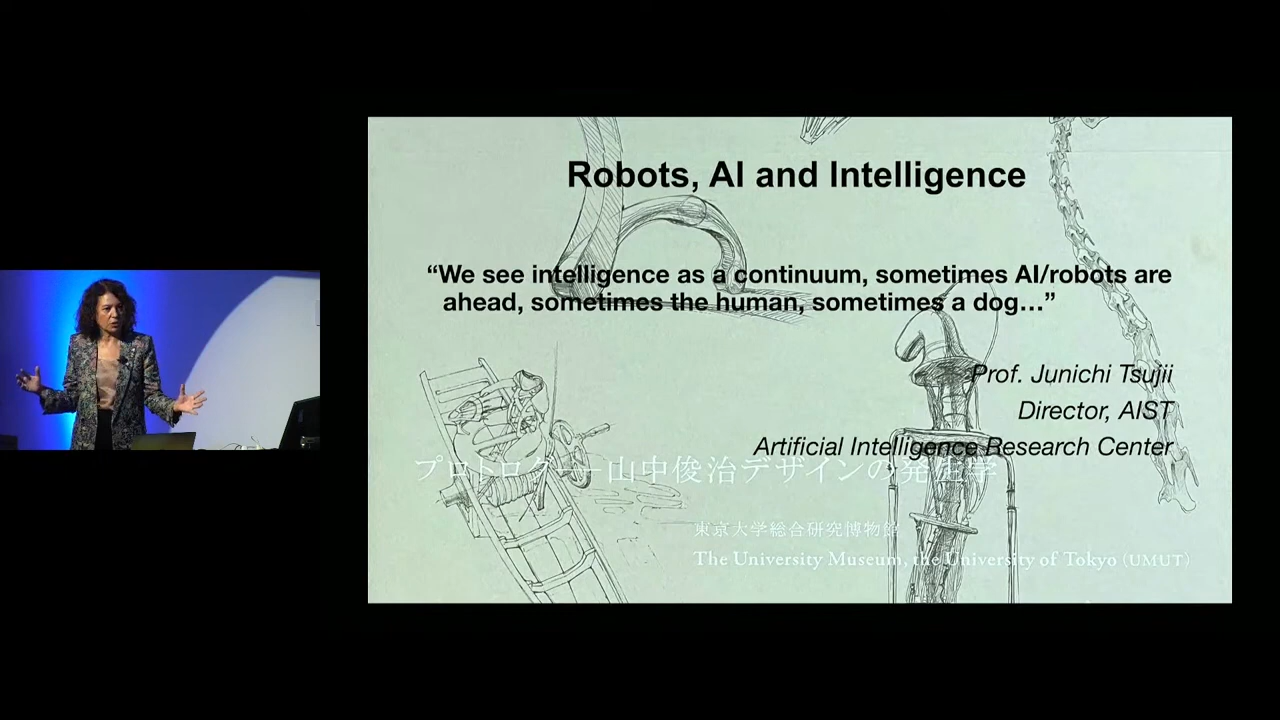 Robots, AI and Intelligence
“We see intelligence as a continuum, sometimes AI/robots are
ahead, sometimes the human, sometimes a dog…”
Prof. Junichi Tsujii
Director, AIST
Artificial Intelligence Research Center
プロトロクーー山中俊治デザインの発生学
東京大学総合研究博物館
The University Museum, the University of Tokyo (UMUT)